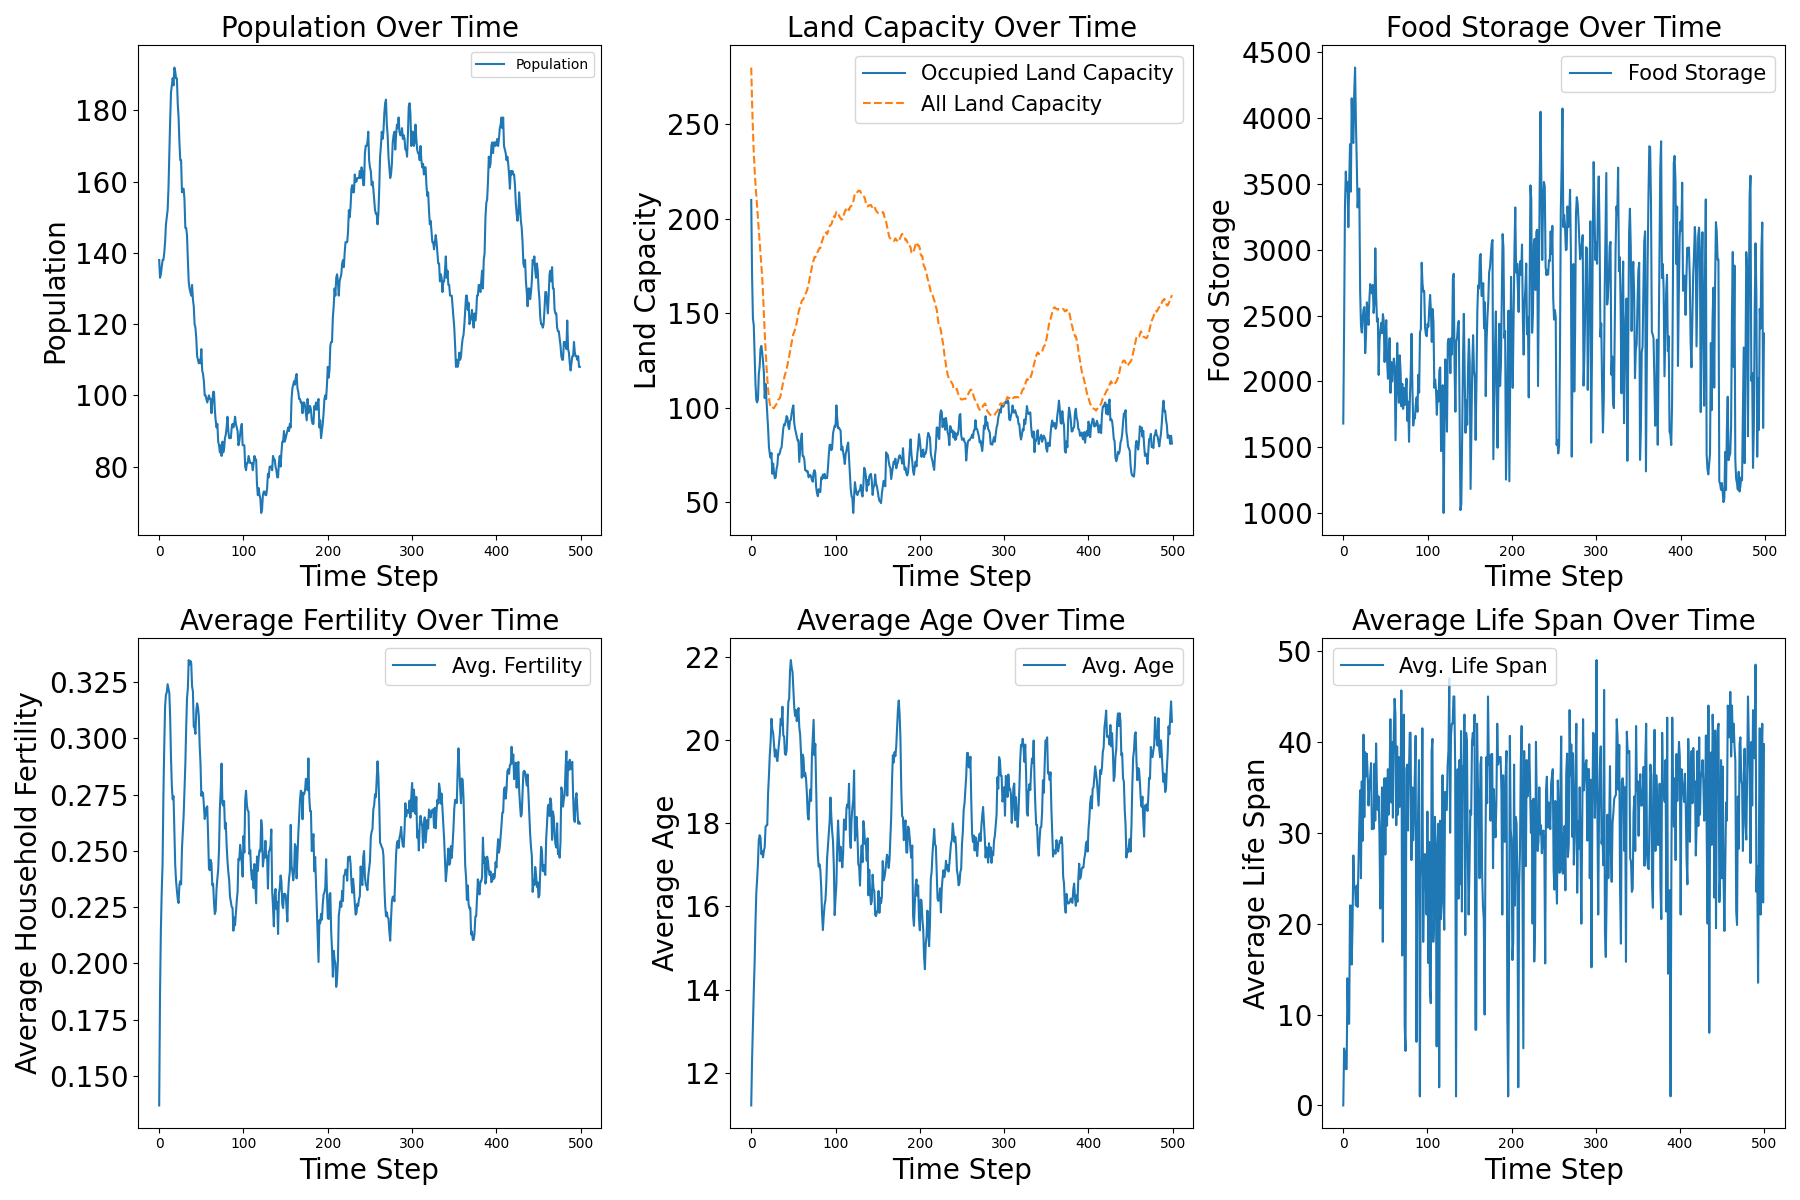 Population Over Time
Population
Population
180
160
140
120
100
80
0 100 200 300 400 500
Time Step
Land Capacity Over Time
Occupied Land Capacity
All Land Capacity
Land Capacity
250
200
150
100
50
0 100 200 300 400 500
Time Step
Food Storage Over Time
Food Storage
Food Storage
4500
4000
3500
3000
2500
2000
1500
1000
0 100 200 300 400 500
Time Step
Average Fertility Over Time
Avg. Fertility
Average Household Fertility
0.325
0.300
0.275
0.250
0.225
0.200
0.175
0.150
0 100 200 300 400 500
Time Step
Average Age Over Time
Avg. Age
Average Age
22
20
18
16
14
12
0 100 200 300 400 500
Time Step
Average Life Span Over Time
Avg. Life Span
Average Life Span
50
40
30
20
10
0
0 100 200 300 400 500
Time Step